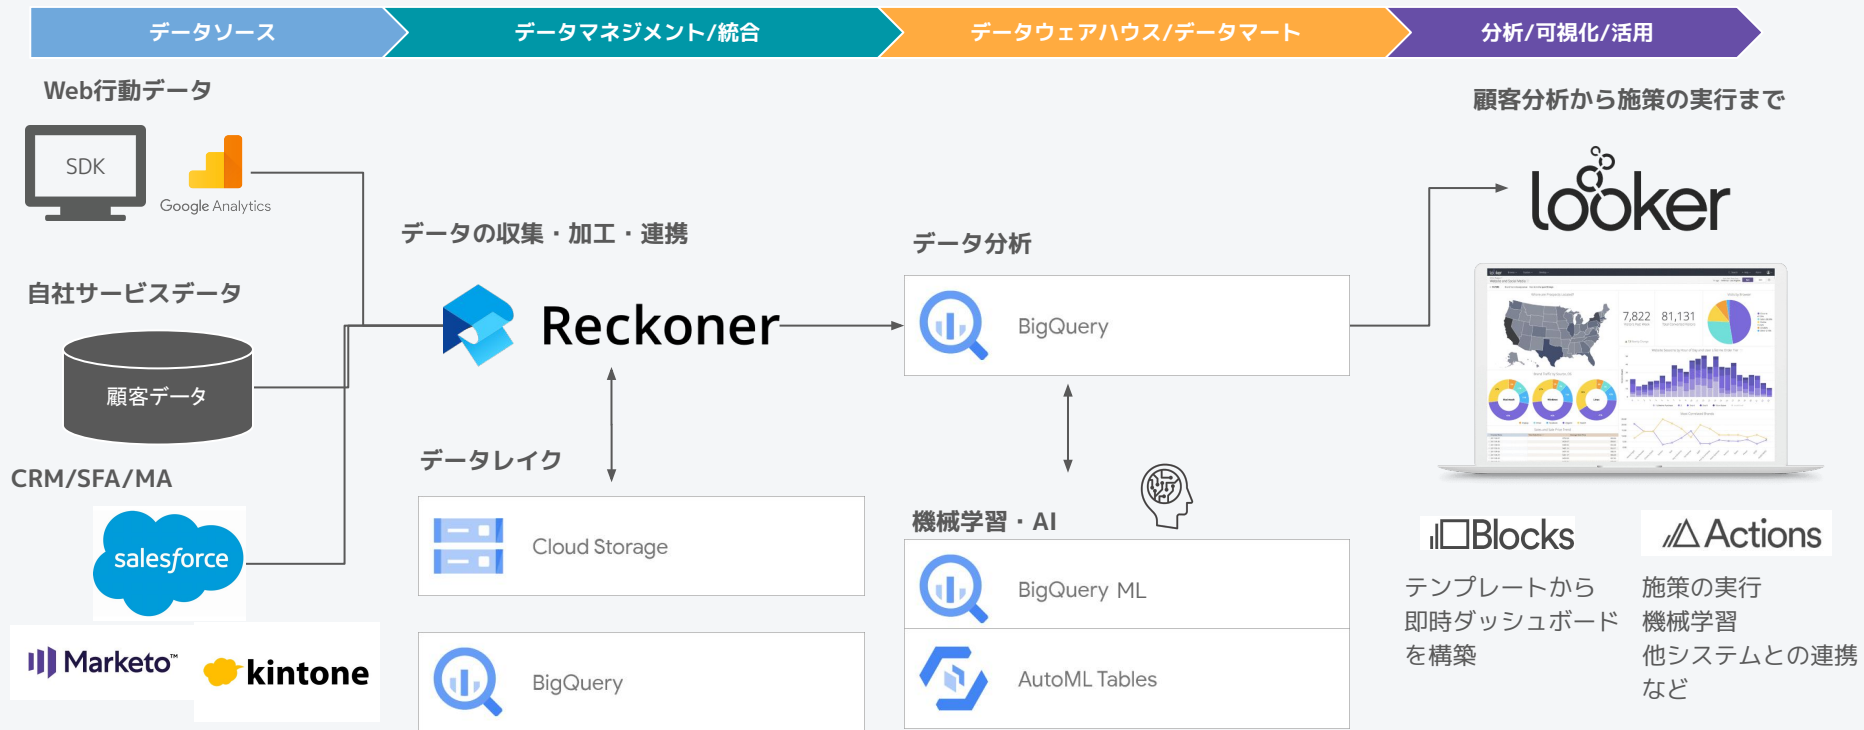 データソース
データマネジメント/統合
データウェアハウス/データマート
分析/可視化/活用
Web行動データ
SDK
Google Analytics
自社サービスデータ
顧客データ
CRM/SFA/MA
salesforce
Marketo™
kintone
データの収集・加工・連携
Reckoner
データレイク
Cloud Storage
BigQuery
データ分析
BigQuery
機械学習・AI
BigQuery ML
AutoML Tables
顧客分析から施策の実行まで
looker
7,822
81,131
Blocks
テンプレートから
即時ダッシュボード
を構築
Actions
施策の実行
機械学習
他システムとの連携
など